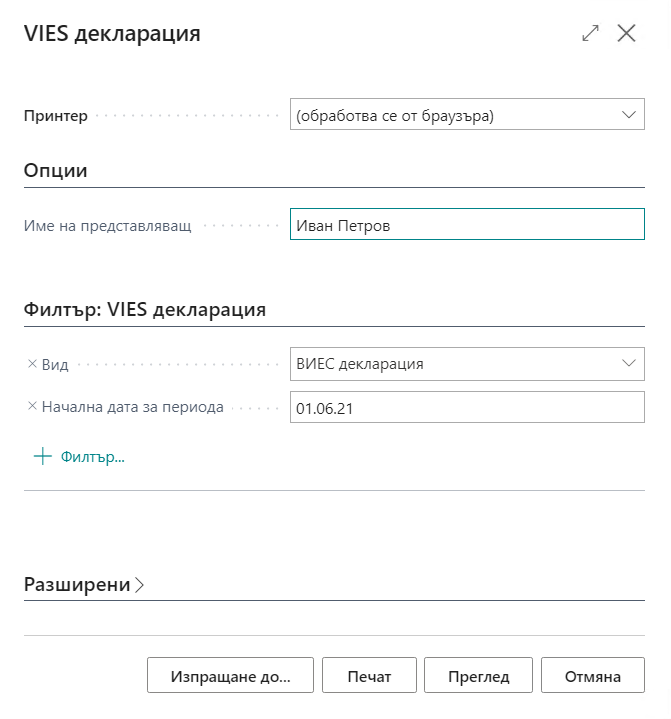 VIES декларация
Принтер
(обработва се от браузъра)
Опции
Име на представляващ
Иван Петров
Филтър: VIES декларация
Вид
ВИЕС декларация
Начална дата за периода
01.06.21
Филтър...
Разширени
Изпращане до...
Печат
Преглед
Отмяна